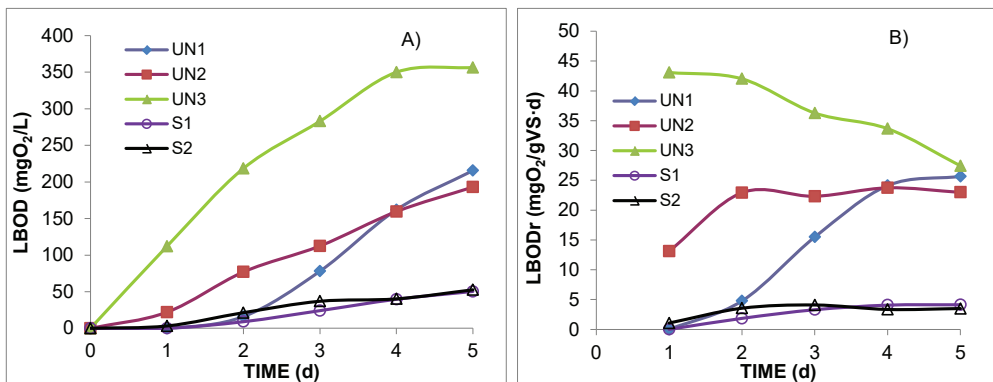 A)
LBOD (mgO₂/L)
400
350
300
250
200
150
100
50
0
UN1
UN2
UN3
S1
S2
0 1 2 3 4 5
TIME (d)
B)
LBODr (mgO₂/gVS·d)
50
45
40
35
30
25
20
15
10
5
0
UN1
UN2
UN3
S1
S2
0 1 2 3 4 5
TIME (d)